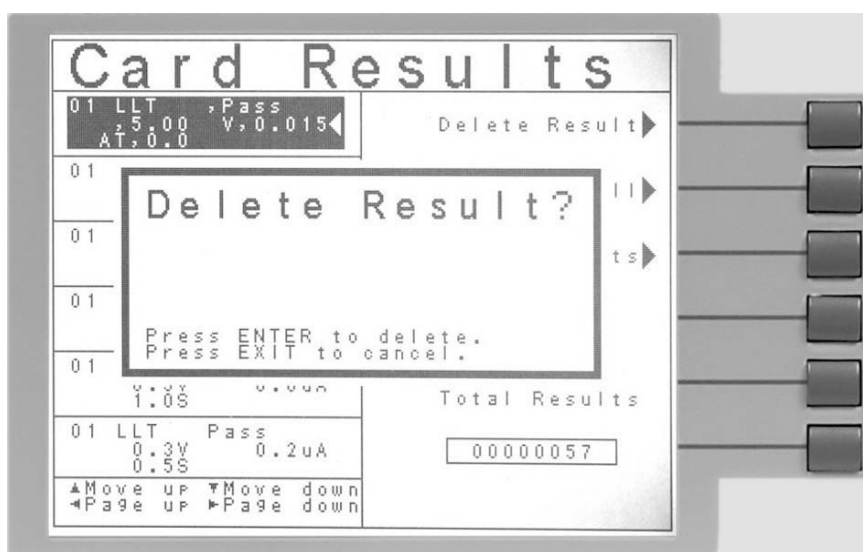 Card Results
01 LLT ,Pass
,5.00 V,0.015
AT,0.0
Delete Result
01
ll
01
ts
01
01
Delete Result?
Press ENTER to delete.
Press EXIT to cancel.
1.0S
Total Results
01 LLT Pass
0.3V 0.2uA
0.5S
00000057
▲Move up ▼Move down
◄Page up ►Page down